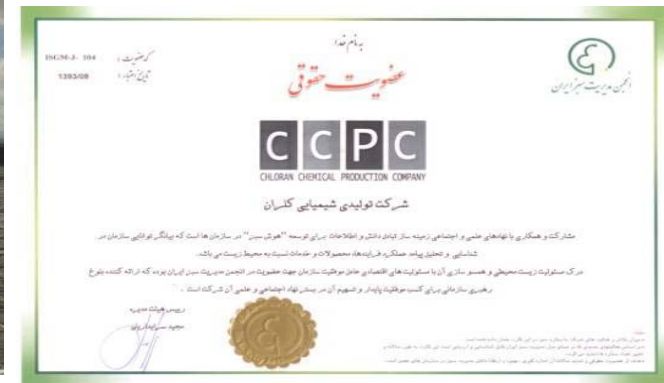 بنام خدا
کد عضویت : ISGM-J- 104
تاریخ اعتبار : 1393/08
انجمن مدیریت سبز ایران
عضویت حقوقی
CCPC
CHLORAN CHEMICAL PRODUCTION COMPANY
شرکت تولیدی شیمیایی کلران
مشارکت و همکاری با نهادهای علمی و اجتماعی زمینه ساز تبادل دانش و اطلاعات برای توسعه "هوش سبز" در سازمان ها است که بیانگر توانایی سازمان در
شناسایی و تحلیل پیامد عملکرد، فرایندها، محصولات و خدمات نسبت به محیط زیست می باشد.
درک مسئولیت زیست محیطی و همسو سازی آن با مسئولیت های اقتصادی عامل موفقیت سازمان جهت عضویت در انجمن مدیریت سبز ایران بوده که ارائه کننده بلوغ
رهبری سازمانی برای کسب موفقیت پایدار و تسهیم آن در بستر نهاد اجتماعی و علمی آن شرکت است .
رییس هیئت مدیره